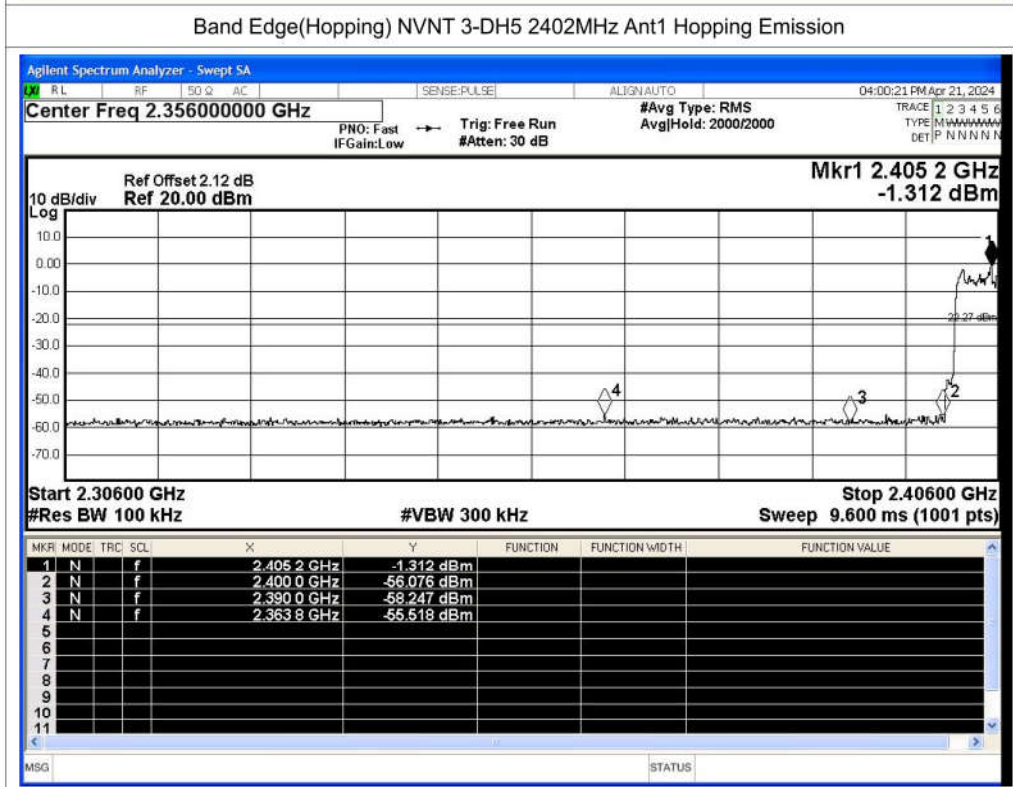 Band Edge(Hopping) NVNT 3-DH5 2402MHz Ant1 Hopping Emission
Agilent Spectrum Analyzer - Swept SA
LXI RL RF 50 Ω AC SENSE:PULSE ALIGN AUTO 04:00:21 PM Apr 21, 2024
Center Freq 2.356000000 GHz #Avg Type: RMS TRACE 1 2 3 4 5 6
PNO: Fast Trig: Free Run Avg|Hold: 2000/2000 TYPE M WWWWW
IFGain:Low #Atten: 30 dB DET P N N N N N
Mkr1 2.405 2 GHz
Ref Offset 2.12 dB
10 dB/div Ref 20.00 dBm -1.312 dBm
Log
10.0
1
0.00
-10.0
-20.0
-30.0
-40.0
4
3
2
-50.0
-60.0
-70.0
Start 2.30600 GHz Stop 2.40600 GHz
#Res BW 100 kHz #VBW 300 kHz Sweep 9.600 ms (1001 pts)
MKR MODE TRC SCL X Y FUNCTION FUNCTION WIDTH FUNCTION VALUE
1 N f 2.405 2 GHz -1.312 dBm
2 N f 2.400 0 GHz -56.076 dBm
3 N f 2.390 0 GHz -58.247 dBm
4 N f 2.363 8 GHz -55.518 dBm
5
6
7
8
9
10
11
MSG STATUS